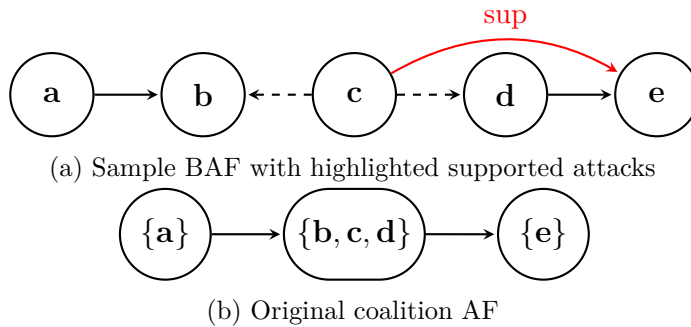 sup
a b c d e
(a) Sample BAF with highlighted supported attacks
{a} {b, c, d} {e}
(b) Original coalition AF